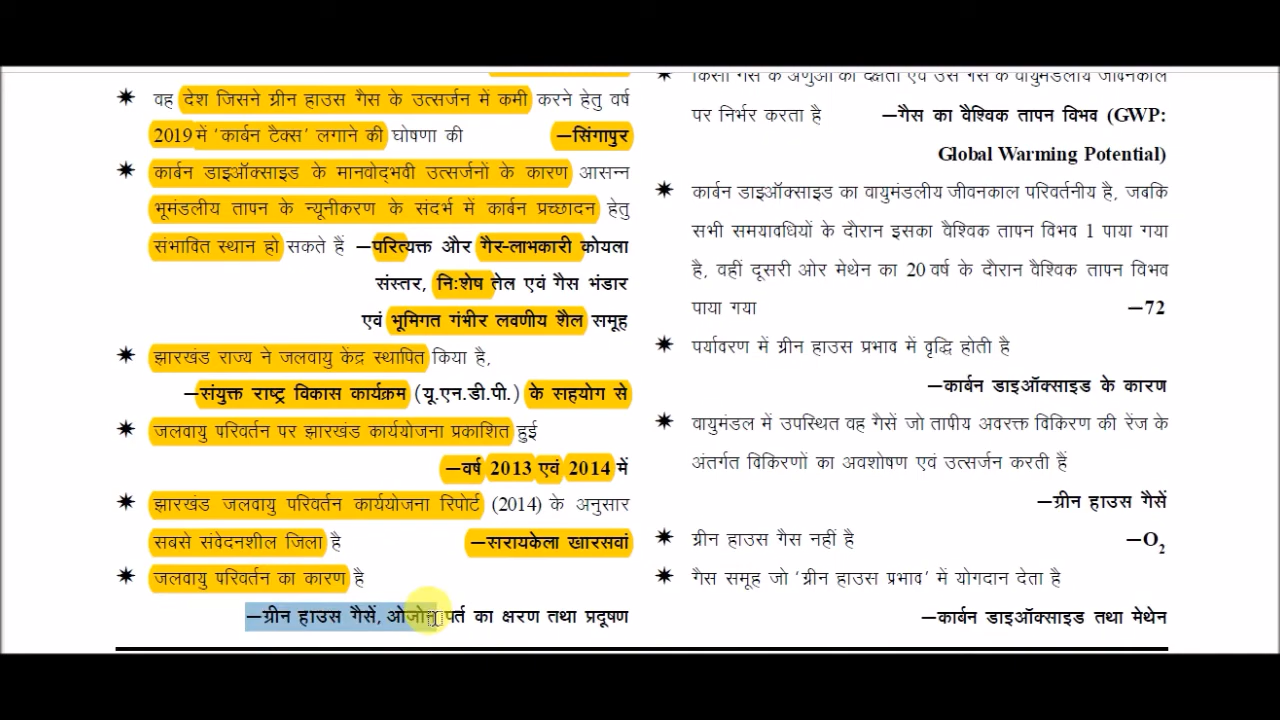 वह देश जिसने ग्रीन हाउस गैस के उत्सर्जन में कमी करने हेतु वर्ष
2019 में ‘कार्बन टैक्स’ लगाने की घोषणा की –सिंगापुर
कार्बन डाइऑक्साइड के मानवोद्भवी उत्सर्जनों के कारण आसन्न
भूमंडलीय तापन के न्यूनीकरण के संदर्भ में कार्बन प्रच्छादन हेतु
संभावित स्थान हो सकते हैं –परित्यक्त और गैर-लाभकारी कोयला
संस्तर, निःशेष तेल एवं गैस भंडार
एवं भूमिगत गंभीर लवणीय शैल समूह
झारखंड राज्य ने जलवायु केंद्र स्थापित किया है,
–संयुक्त राष्ट्र विकास कार्यक्रम (यू.एन.डी.पी.) के सहयोग से
जलवायु परिवर्तन पर झारखंड कार्ययोजना प्रकाशित हुई
–वर्ष 2013 एवं 2014 में
झारखंड जलवायु परिवर्तन कार्ययोजना रिपोर्ट (2014) के अनुसार
सबसे संवेदनशील जिला है –सरायकेला खारसवां
जलवायु परिवर्तन का कारण है
–ग्रीन हाउस गैसें, ओजोन पर्त का क्षरण तथा प्रदूषण
किसी गैस के अणुओं की दक्षता एवं उस गैस के वायुमंडलीय जीवनकाल
पर निर्भर करता है –गैस का वैश्विक तापन विभव (GWP:
Global Warming Potential)
कार्बन डाइऑक्साइड का वायुमंडलीय जीवनकाल परिवर्तनीय है, जबकि
सभी समयावधियों के दौरान इसका वैश्विक तापन विभव 1 पाया गया
है, वहीं दूसरी ओर मेथेन का 20 वर्ष के दौरान वैश्विक तापन विभव
पाया गया –72
पर्यावरण में ग्रीन हाउस प्रभाव में वृद्धि होती है
–कार्बन डाइऑक्साइड के कारण
वायुमंडल में उपस्थित वह गैसें जो तापीय अवरक्त विकिरण की रेंज के
अंतर्गत विकिरणों का अवशोषण एवं उत्सर्जन करती हैं
–ग्रीन हाउस गैसें
ग्रीन हाउस गैस नहीं है –O₂
गैस समूह जो ‘ग्रीन हाउस प्रभाव’ में योगदान देता है
–कार्बन डाइऑक्साइड तथा मेथेन